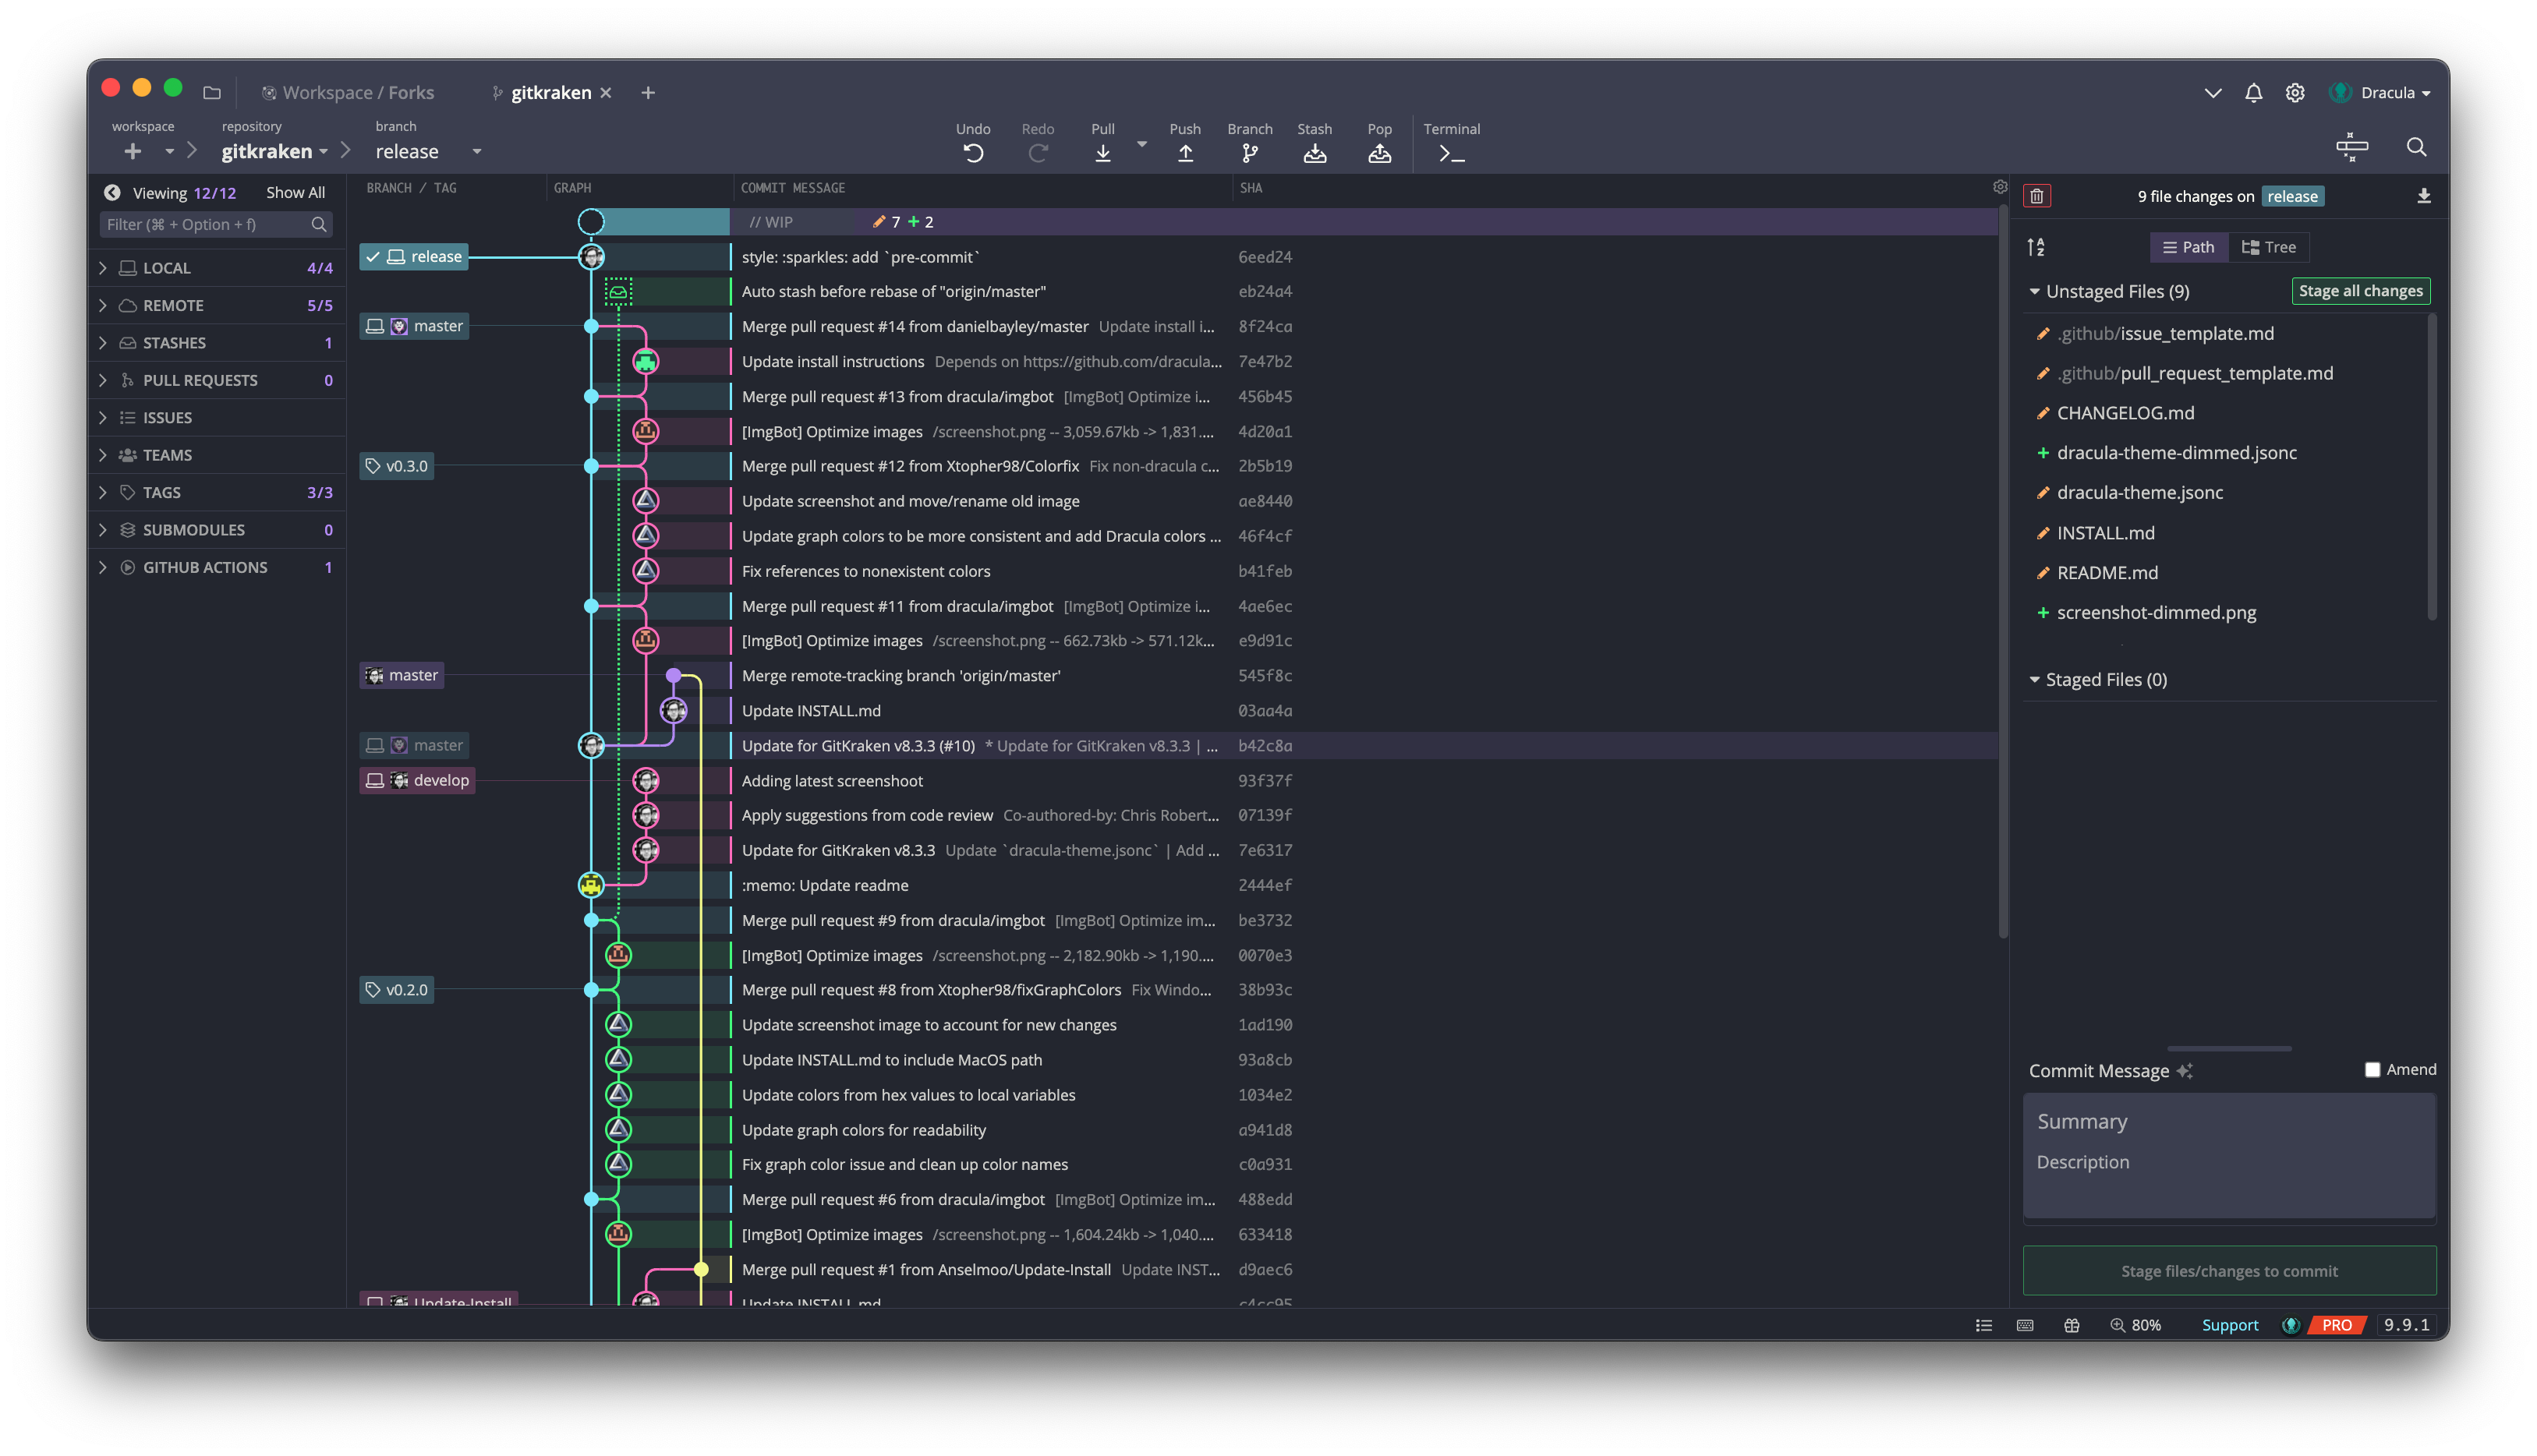 Workspace / Forks
gitkraken
Dracula
workspace
repository
gitkraken
branch
release
Undo
Redo
Pull
Push
Branch
Stash
Pop
Terminal
Viewing 12/12 Show All
Filter (⌘ + Option + f)
LOCAL 4/4
REMOTE 5/5
STASHES 1
PULL REQUESTS 0
ISSUES
TEAMS
TAGS 3/3
SUBMODULES 0
GITHUB ACTIONS 1
BRANCH / TAG GRAPH COMMIT MESSAGE SHA
// WIP 7 + 2
release style: :sparkles: add `pre-commit` 6eed24
Auto stash before rebase of "origin/master" eb24a4
master Merge pull request #14 from danielbayley/master Update install i... 8f24ca
Update install instructions Depends on https://github.com/dracula... 7e47b2
Merge pull request #13 from dracula/imgbot [ImgBot] Optimize i... 456b45
[ImgBot] Optimize images /screenshot.png -- 3,059.67kb -> 1,831.... 4d20a1
v0.3.0 Merge pull request #12 from Xtopher98/Colorfix Fix non-dracula c... 2b5b19
Update screenshot and move/rename old image ae8440
Update graph colors to be more consistent and add Dracula colors ... 46f4cf
Fix references to nonexistent colors b41feb
Merge pull request #11 from dracula/imgbot [ImgBot] Optimize i... 4ae6ec
[ImgBot] Optimize images /screenshot.png -- 662.73kb -> 571.12k... e9d91c
master Merge remote-tracking branch 'origin/master' 545f8c
Update INSTALL.md 03aa4a
master Update for GitKraken v8.3.3 (#10) * Update for GitKraken v8.3.3 | ... b42c8a
develop Adding latest screenshoot 93f37f
Apply suggestions from code review Co-authored-by: Chris Robert... 07139f
Update for GitKraken v8.3.3 Update `dracula-theme.jsonc` | Add ... 7e6317
:memo: Update readme 2444ef
Merge pull request #9 from dracula/imgbot [ImgBot] Optimize im... be3732
[ImgBot] Optimize images /screenshot.png -- 2,182.90kb -> 1,190.... 0070e3
v0.2.0 Merge pull request #8 from Xtopher98/fixGraphColors Fix Windo... 38b93c
Update screenshot image to account for new changes 1ad190
Update INSTALL.md to include MacOS path 93a8cb
Update colors from hex values to local variables 1034e2
Update graph colors for readability a941d8
Fix graph color issue and clean up color names c0a931
Merge pull request #6 from dracula/imgbot [ImgBot] Optimize im... 488edd
[ImgBot] Optimize images /screenshot.png -- 1,604.24kb -> 1,040.... 633418
Merge pull request #1 from Anselmoo/Update-Install Update INST... d9aec6
Update-Install Update INSTALL.md c4cc95
9 file changes on release
Path
Tree
Unstaged Files (9) Stage all changes
.github/issue_template.md
.github/pull_request_template.md
CHANGELOG.md
+ dracula-theme-dimmed.jsonc
dracula-theme.jsonc
INSTALL.md
README.md
+ screenshot-dimmed.png
Staged Files (0)
Commit Message Amend
Summary
Description
Stage files/changes to commit
80% Support PRO 9.9.1